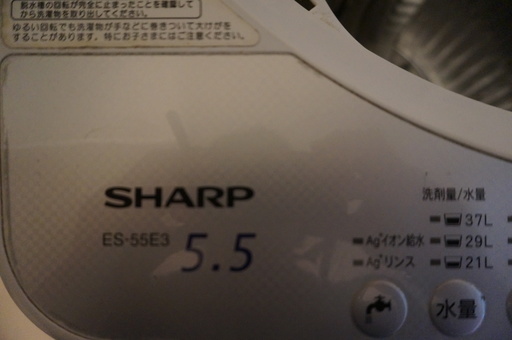 脱水槽の回転が完全に止まったことを確認して
から洗濯物を取り出してください。
ゆるい回転でも洗濯物が手などに巻きついて大けがを
することがあります。特にお子さまにはご注意ください。
SHARP
ES-55E3
5.5
洗剤量/水量
37L
Ag⁺イオン給水 29L
Ag⁺リンス 21L
水量